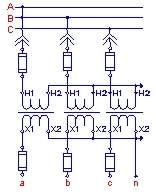 A
B
C
H1 H2 H1 H2 H1 H2
X1 X2 X1 X2 X1 X2
a b c n